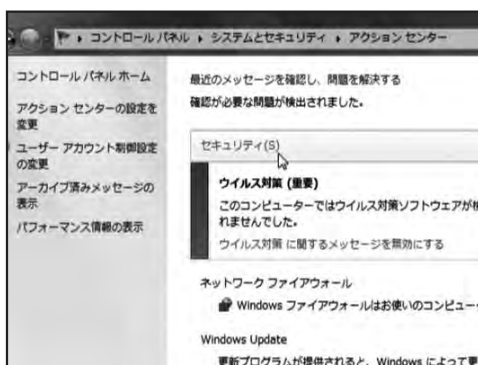 コントロール パネル ▸ システムとセキュリティ ▸ アクション センター
コントロール パネル ホーム
アクション センターの設定を
変更
ユーザー アカウント制御設定
の変更
アーカイブ済みメッセージの
表示
パフォーマンス情報の表示
最近のメッセージを確認し、問題を解決する
確認が必要な問題が検出されました。
セキュリティ(S)
ウイルス対策 (重要)
このコンピューターではウイルス対策ソフトウェアが検
れませんでした。
ウイルス対策 に関するメッセージを無効にする
ネットワーク ファイアウォール
Windows ファイアウォールはお使いのコンピュータ
Windows Update
更新プログラムが提供されると、Windows によって更